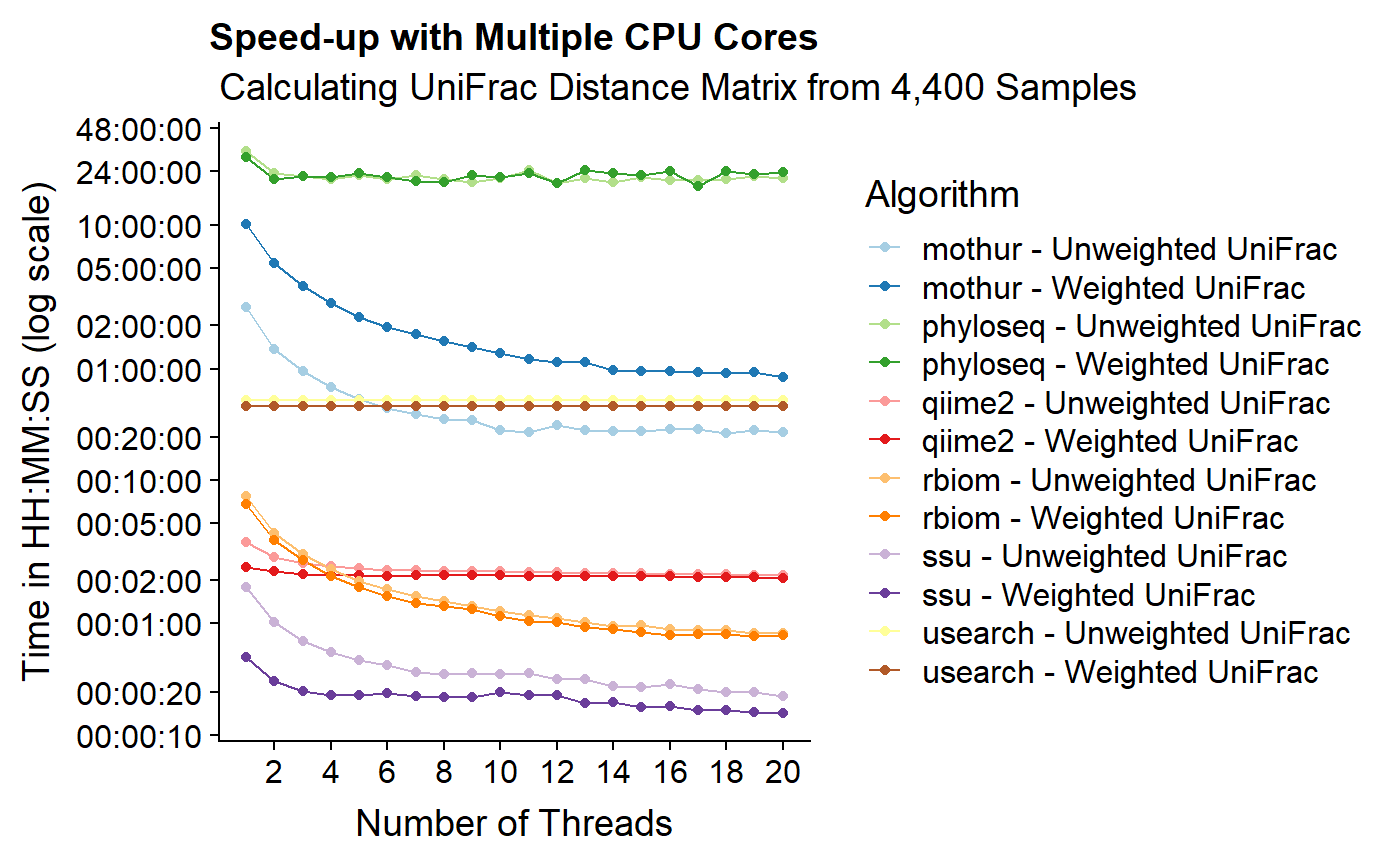 Speed-up with Multiple CPU Cores
Calculating UniFrac Distance Matrix from 4,400 Samples
Time in HH:MM:SS (log scale)
48:00:00
24:00:00
10:00:00
05:00:00
02:00:00
01:00:00
00:20:00
00:10:00
00:05:00
00:02:00
00:01:00
00:00:20
00:00:10
2 4 6 8 10 12 14 16 18 20
Number of Threads
Algorithm
mothur - Unweighted UniFrac
mothur - Weighted UniFrac
phyloseq - Unweighted UniFrac
phyloseq - Weighted UniFrac
qiime2 - Unweighted UniFrac
qiime2 - Weighted UniFrac
rbiom - Unweighted UniFrac
rbiom - Weighted UniFrac
ssu - Unweighted UniFrac
ssu - Weighted UniFrac
usearch - Unweighted UniFrac
usearch - Weighted UniFrac